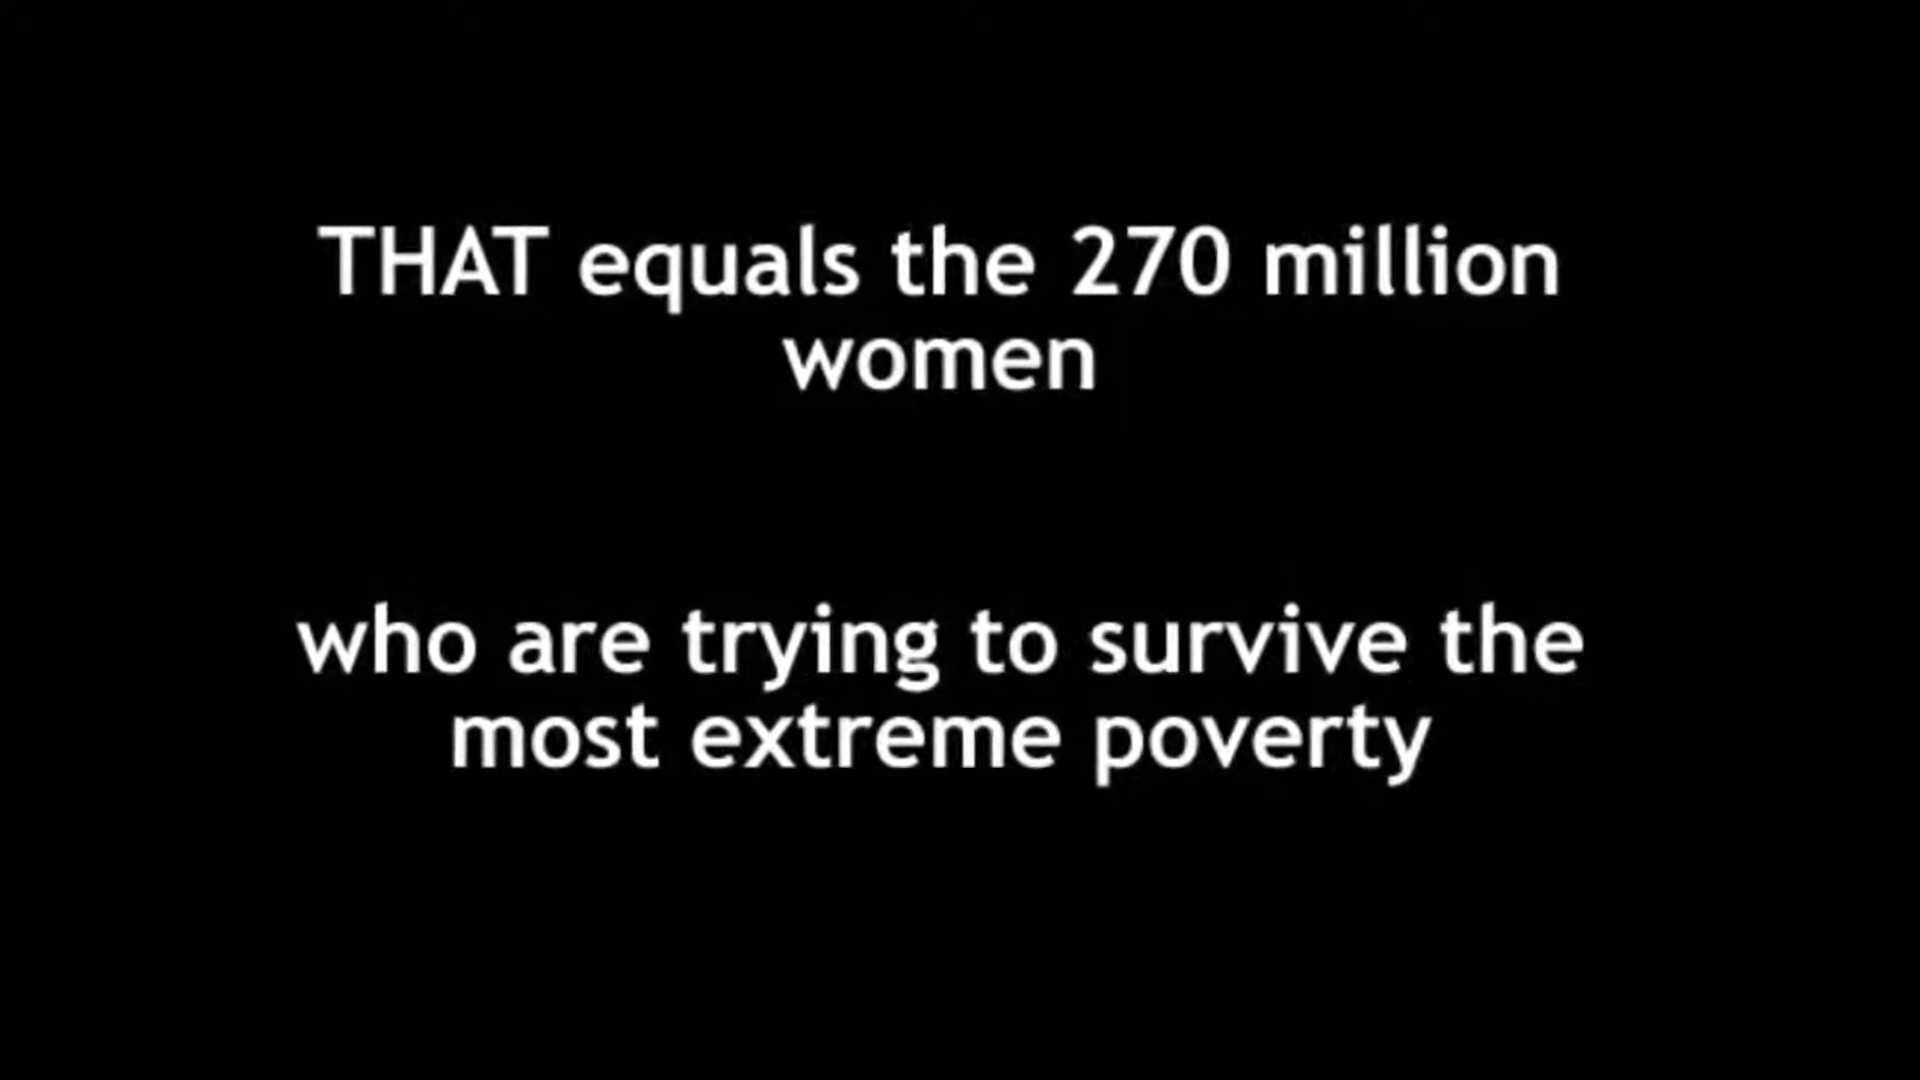 THAT equals the 270 million
women
who are trying to survive the
most extreme poverty